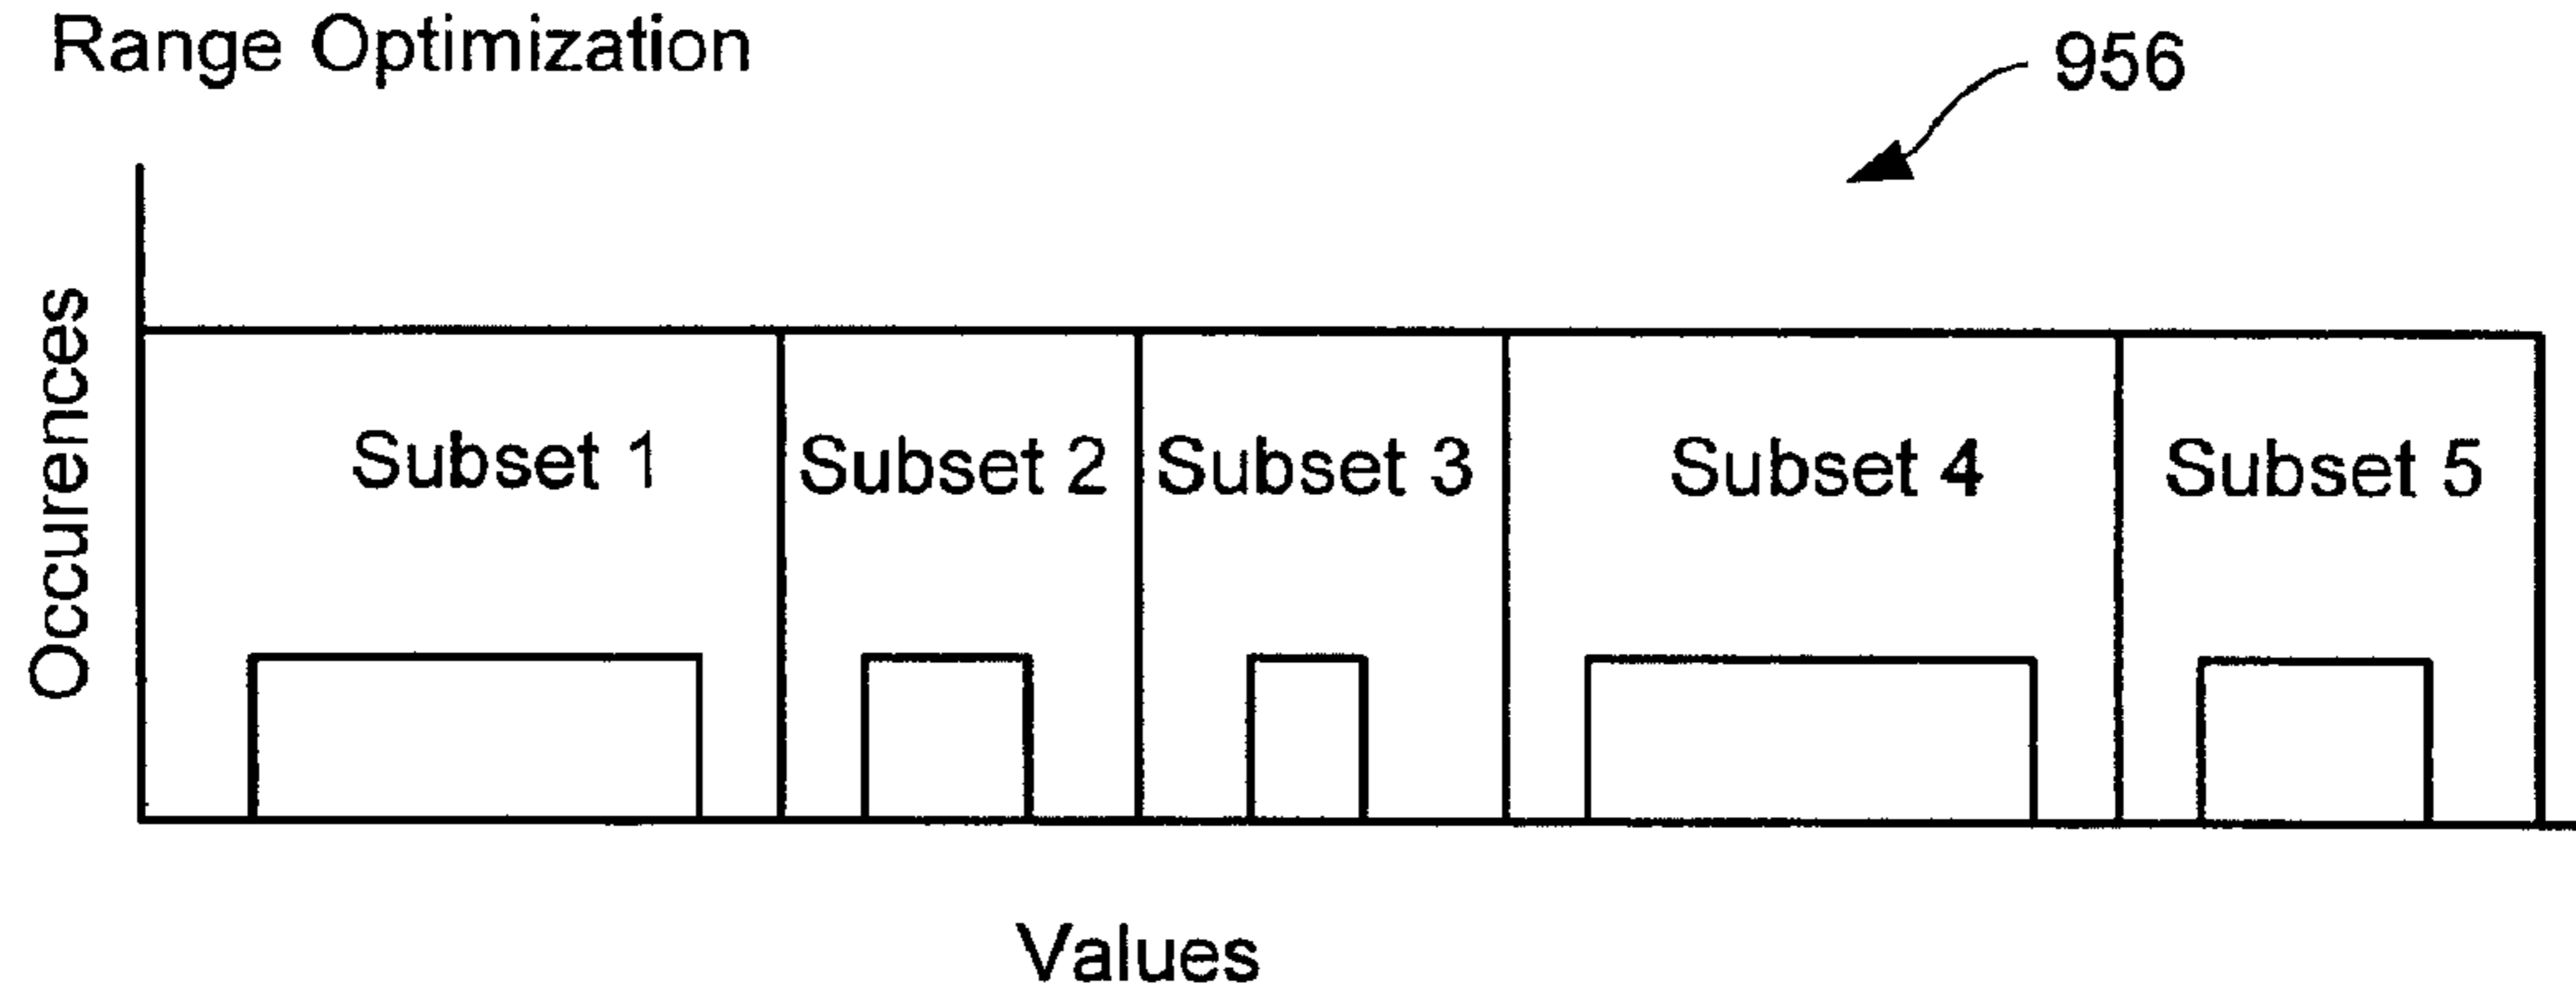 Range Optimization
956
Occurences
Subset 1
Subset 2
Subset 3
Subset 4
Subset 5
Values